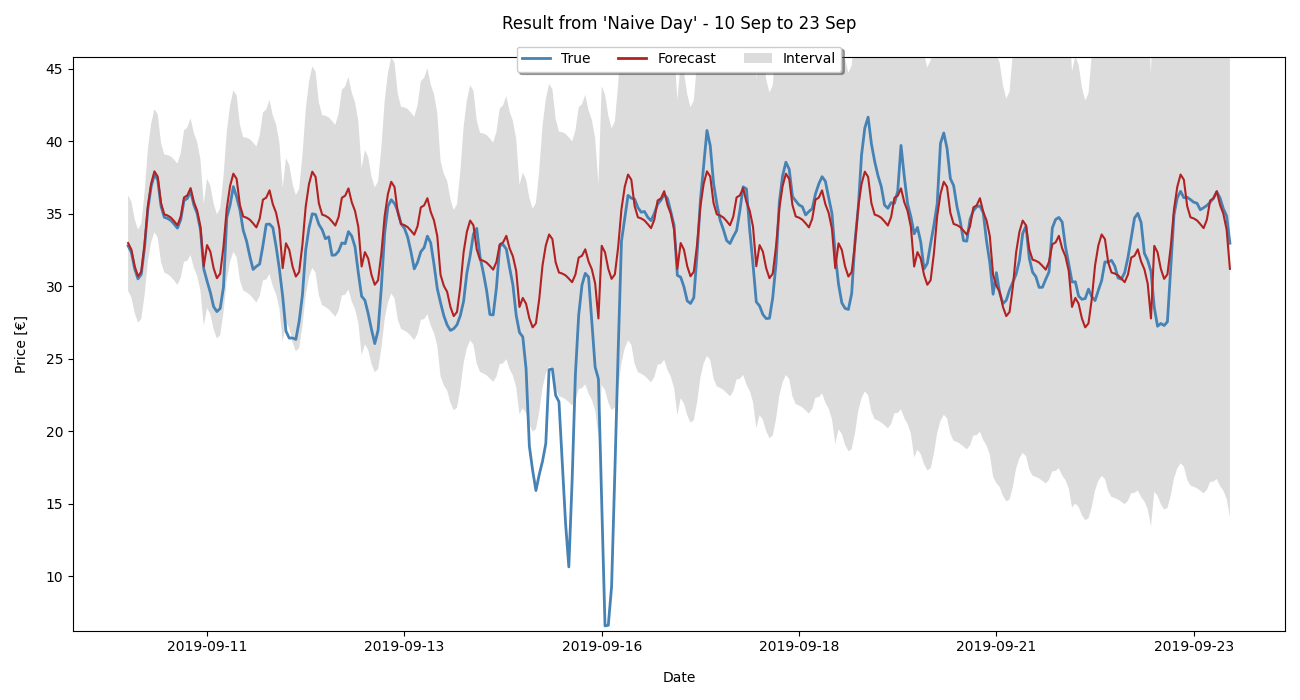 Result from 'Naive Day' - 10 Sep to 23 Sep
True Forecast Interval
45
40
35
30
25
20
15
10
Price [€]
2019-09-11 2019-09-13 2019-09-16 2019-09-18 2019-09-21 2019-09-23
Date